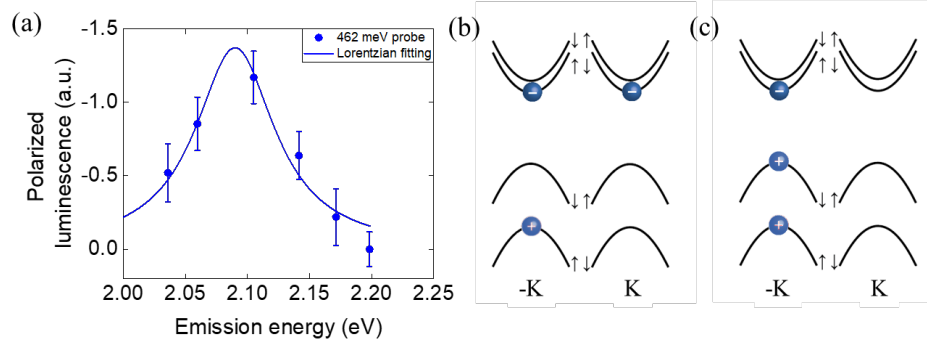 (a)
-1.5
-1.0
-0.5
0.0
Polarized
luminescence (a.u.)
462 meV probe
Lorentzian fitting
2.00 2.05 2.10 2.15 2.20 2.25
Emission energy (eV)
(b)
↓↑
↑↓
↓↑
↑↓
-K K
(c)
↓↑
↑↓
↓↑
↑↓
-K K